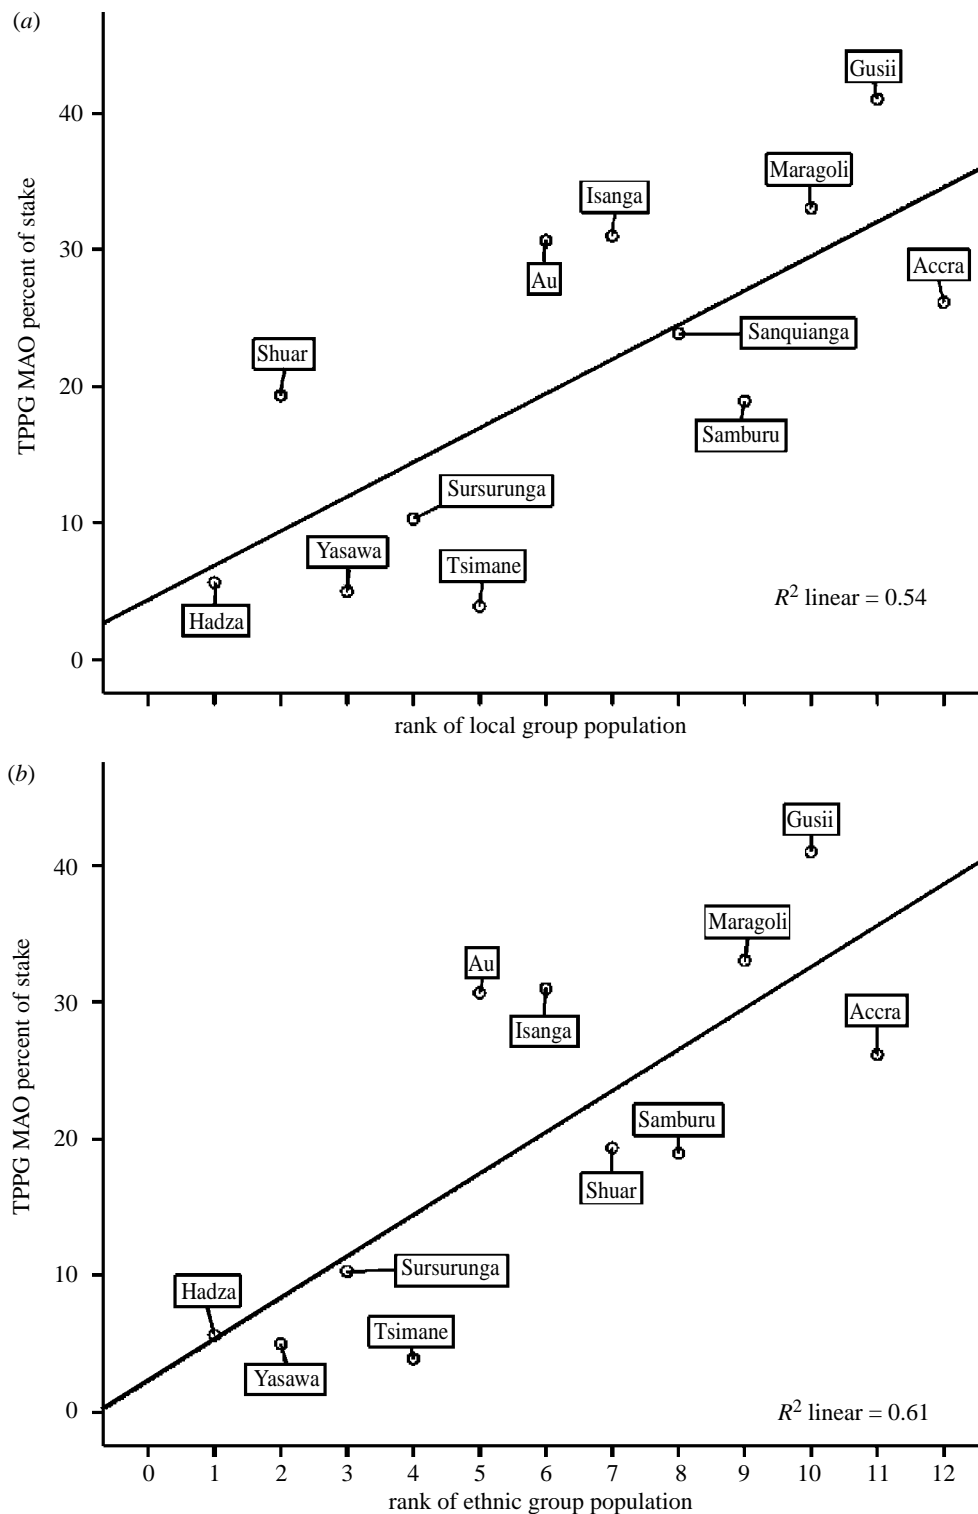 (a)
Gusii
40
Maragoli
Isanga
30
Au
Accra
TPPG MAO percent of stake
Sanquianga
Shuar
20
Samburu
Sursurunga
10
Yasawa
Tsimane
R2 linear = 0.54
Hadza
0
rank of local group population
(b)
Gusii
40
Maragoli
Au
30
Isanga
Accra
TPPG MAO percent of stake
Samburu
20
Shuar
Sursurunga
10
Hadza
Tsimane
Yasawa
R2 linear = 0.61
0
0 1 2 3 4 5 6 7 8 9 10 11 12
rank of ethnic group population